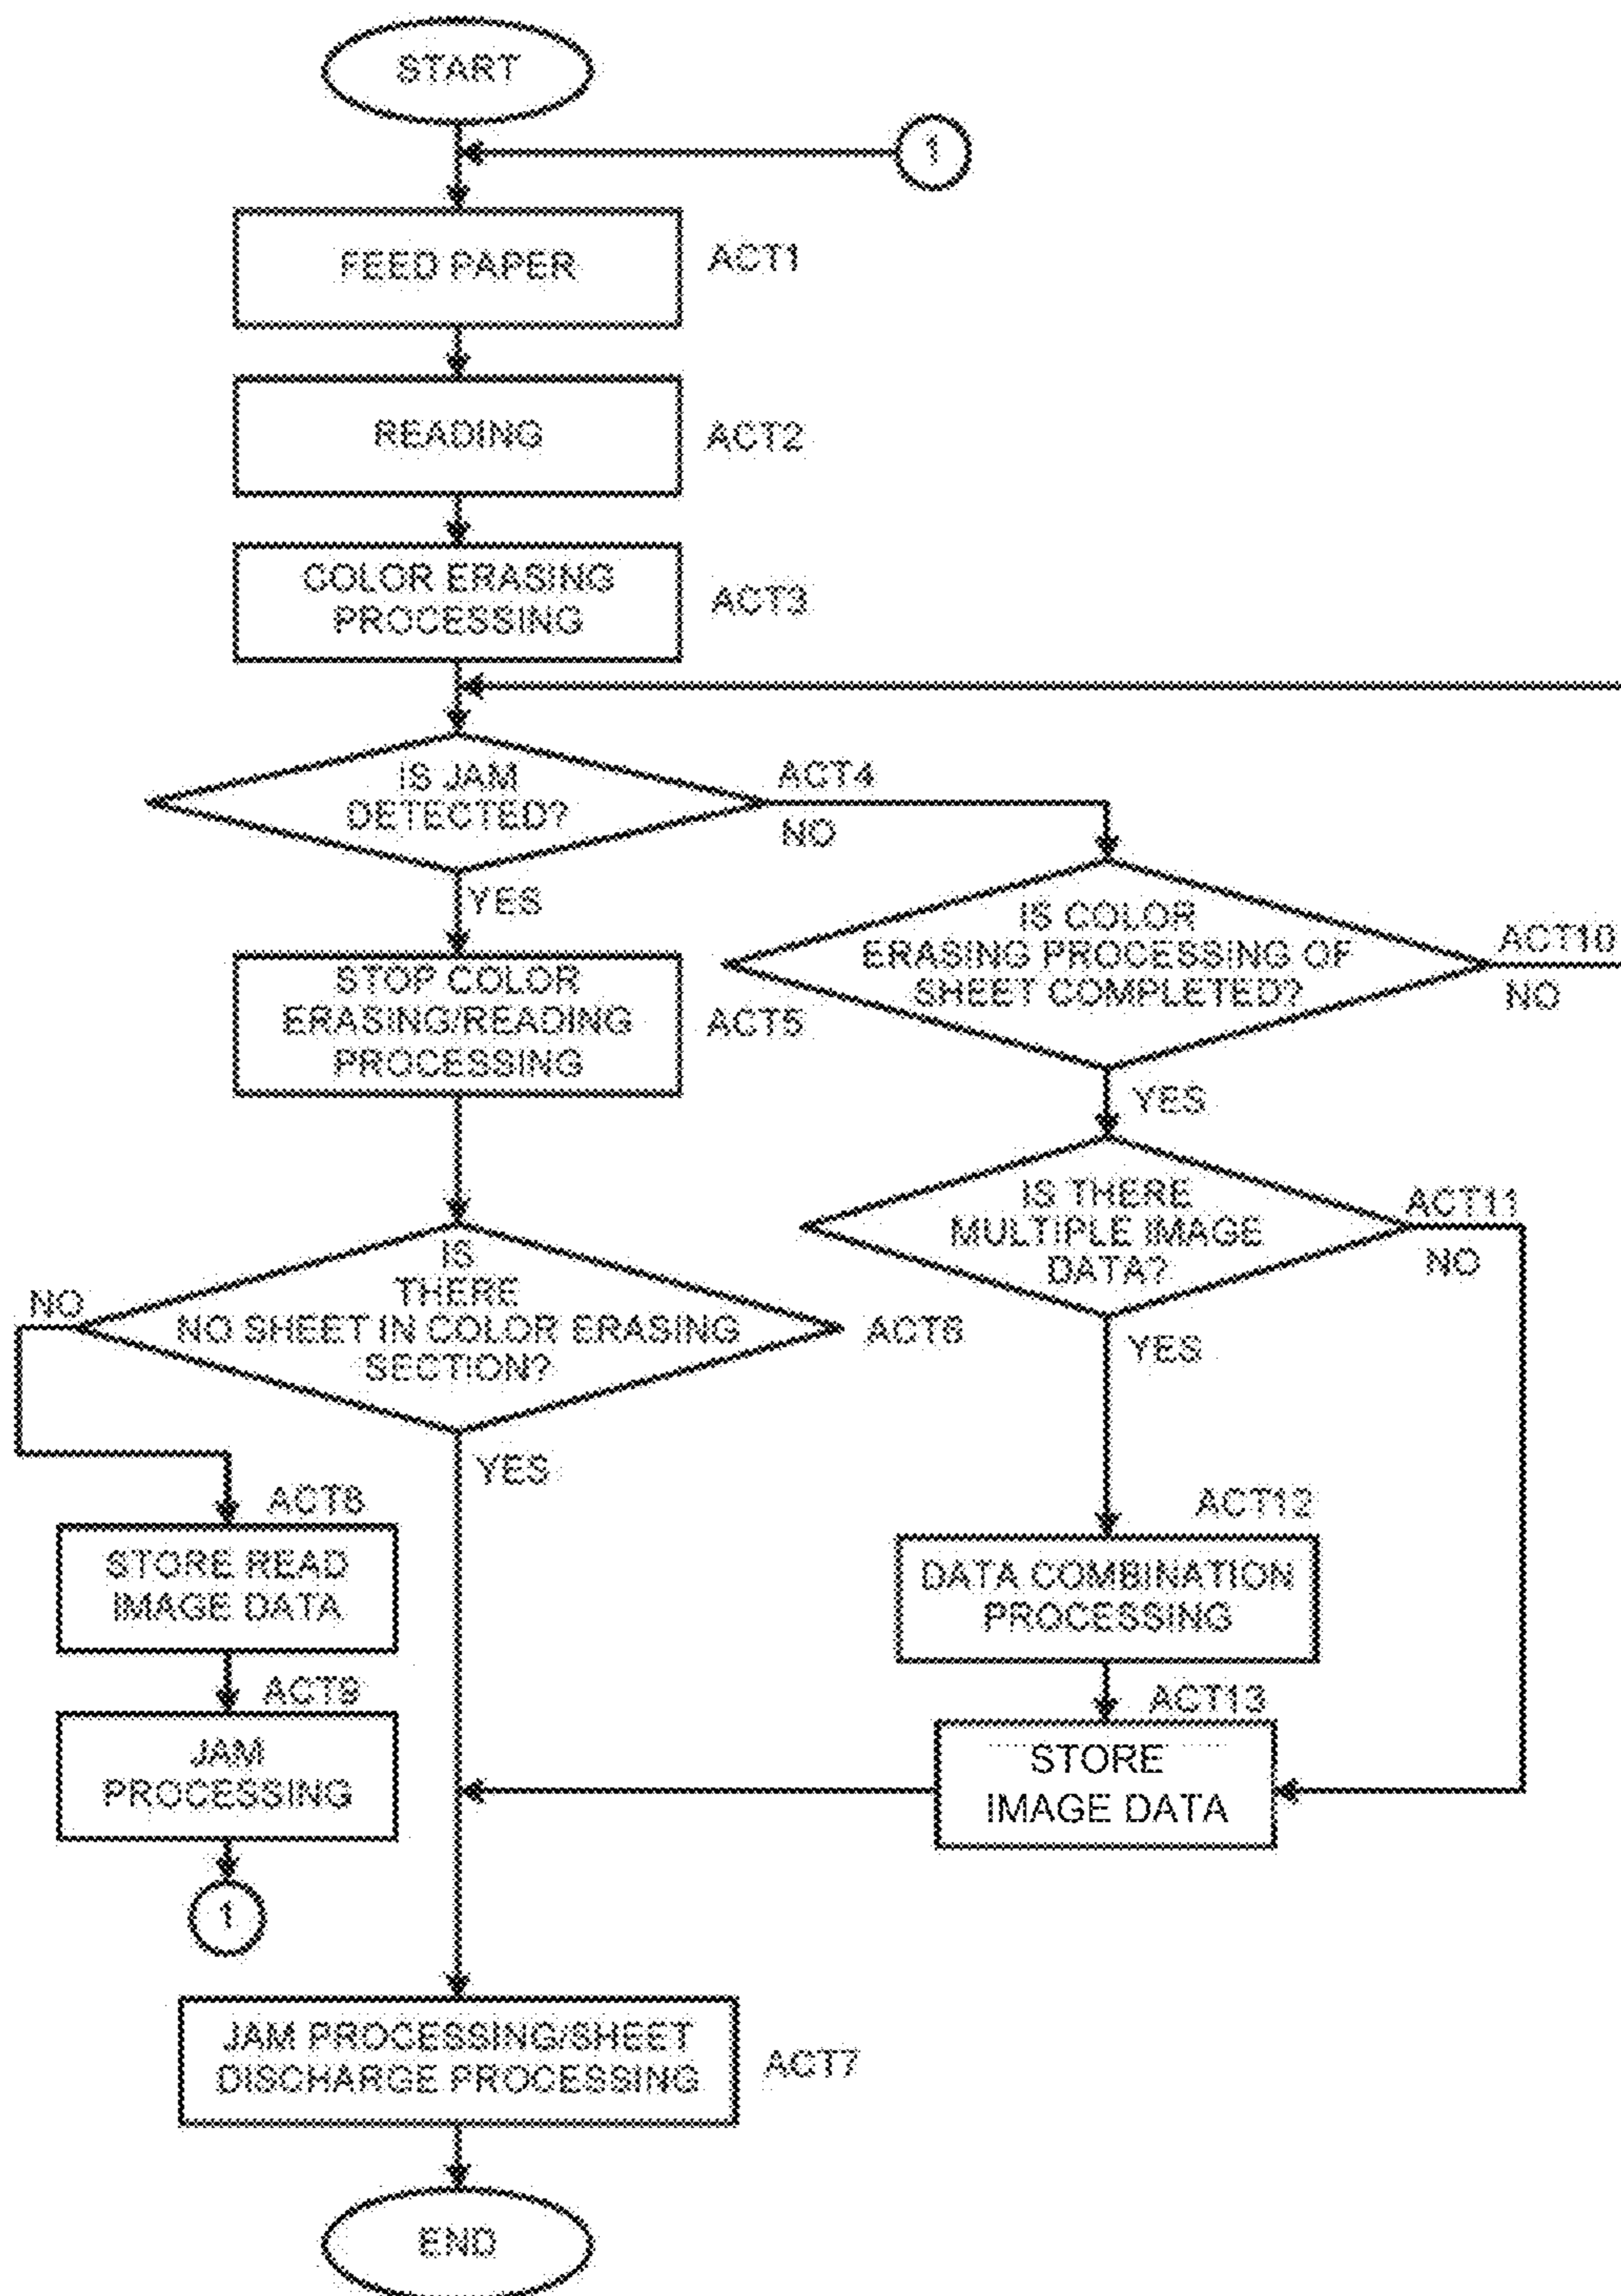 START
1
FEED PAPER
ACT1
READING
ACT2
COLOR ERASING
PROCESSING
ACT3
IS JAM
DETECTED?
ACT4
NO
YES
IS COLOR
ERASING PROCESSING OF
SHEET COMPLETED?
ACT10
NO
STOP COLOR
ERASING/READING
PROCESSING
ACT5
YES
IS THERE
MULTIPLE IMAGE
DATA?
ACT11
NO
YES
IS
THERE
NO SHEET IN COLOR ERASING
SECTION?
NO
ACT6
YES
ACT8
STORE READ
IMAGE DATA
ACT12
DATA COMBINATION
PROCESSING
ACT9
JAM
PROCESSING
ACT13
STORE
IMAGE DATA
1
JAM PROCESSING/SHEET
DISCHARGE PROCESSING
ACT7
END